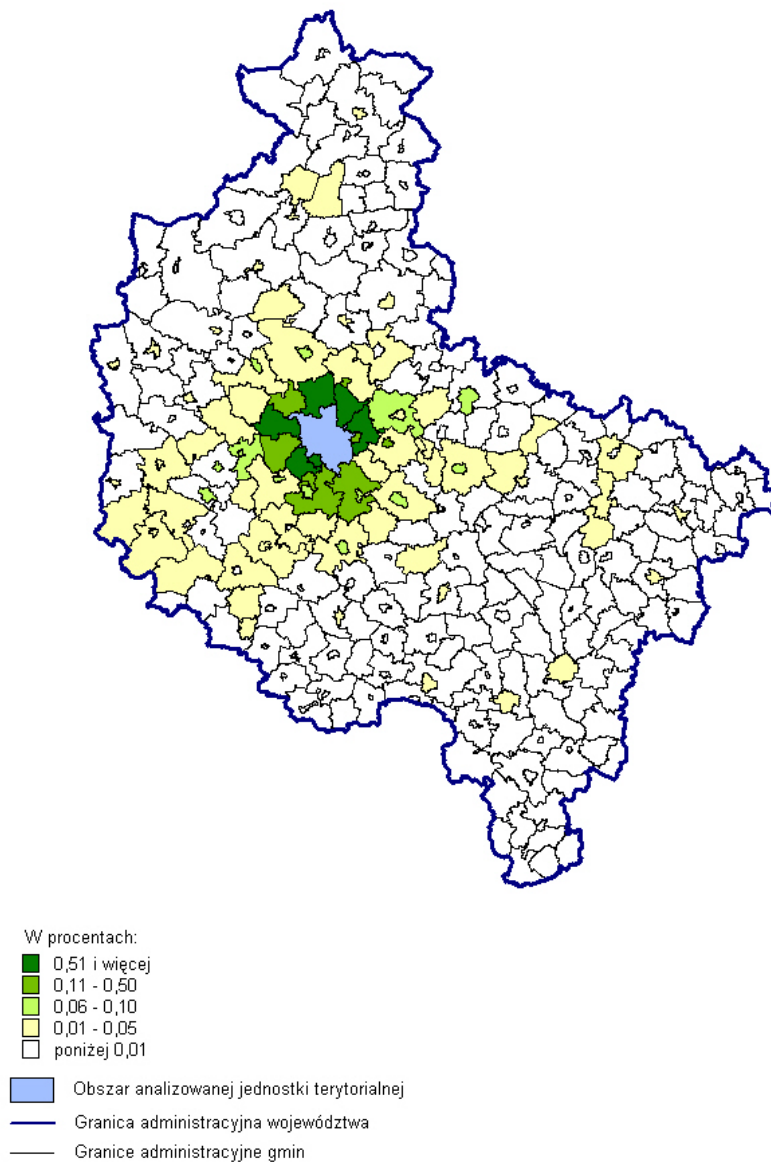 W procentach:
0,51 i więcej
0,11 - 0,50
0,06 - 0,10
0,01 - 0,05
poniżej 0,01
Obszar analizowanej jednostki terytorialnej
Granica administracyjna województwa
Granice administracyjne gmin